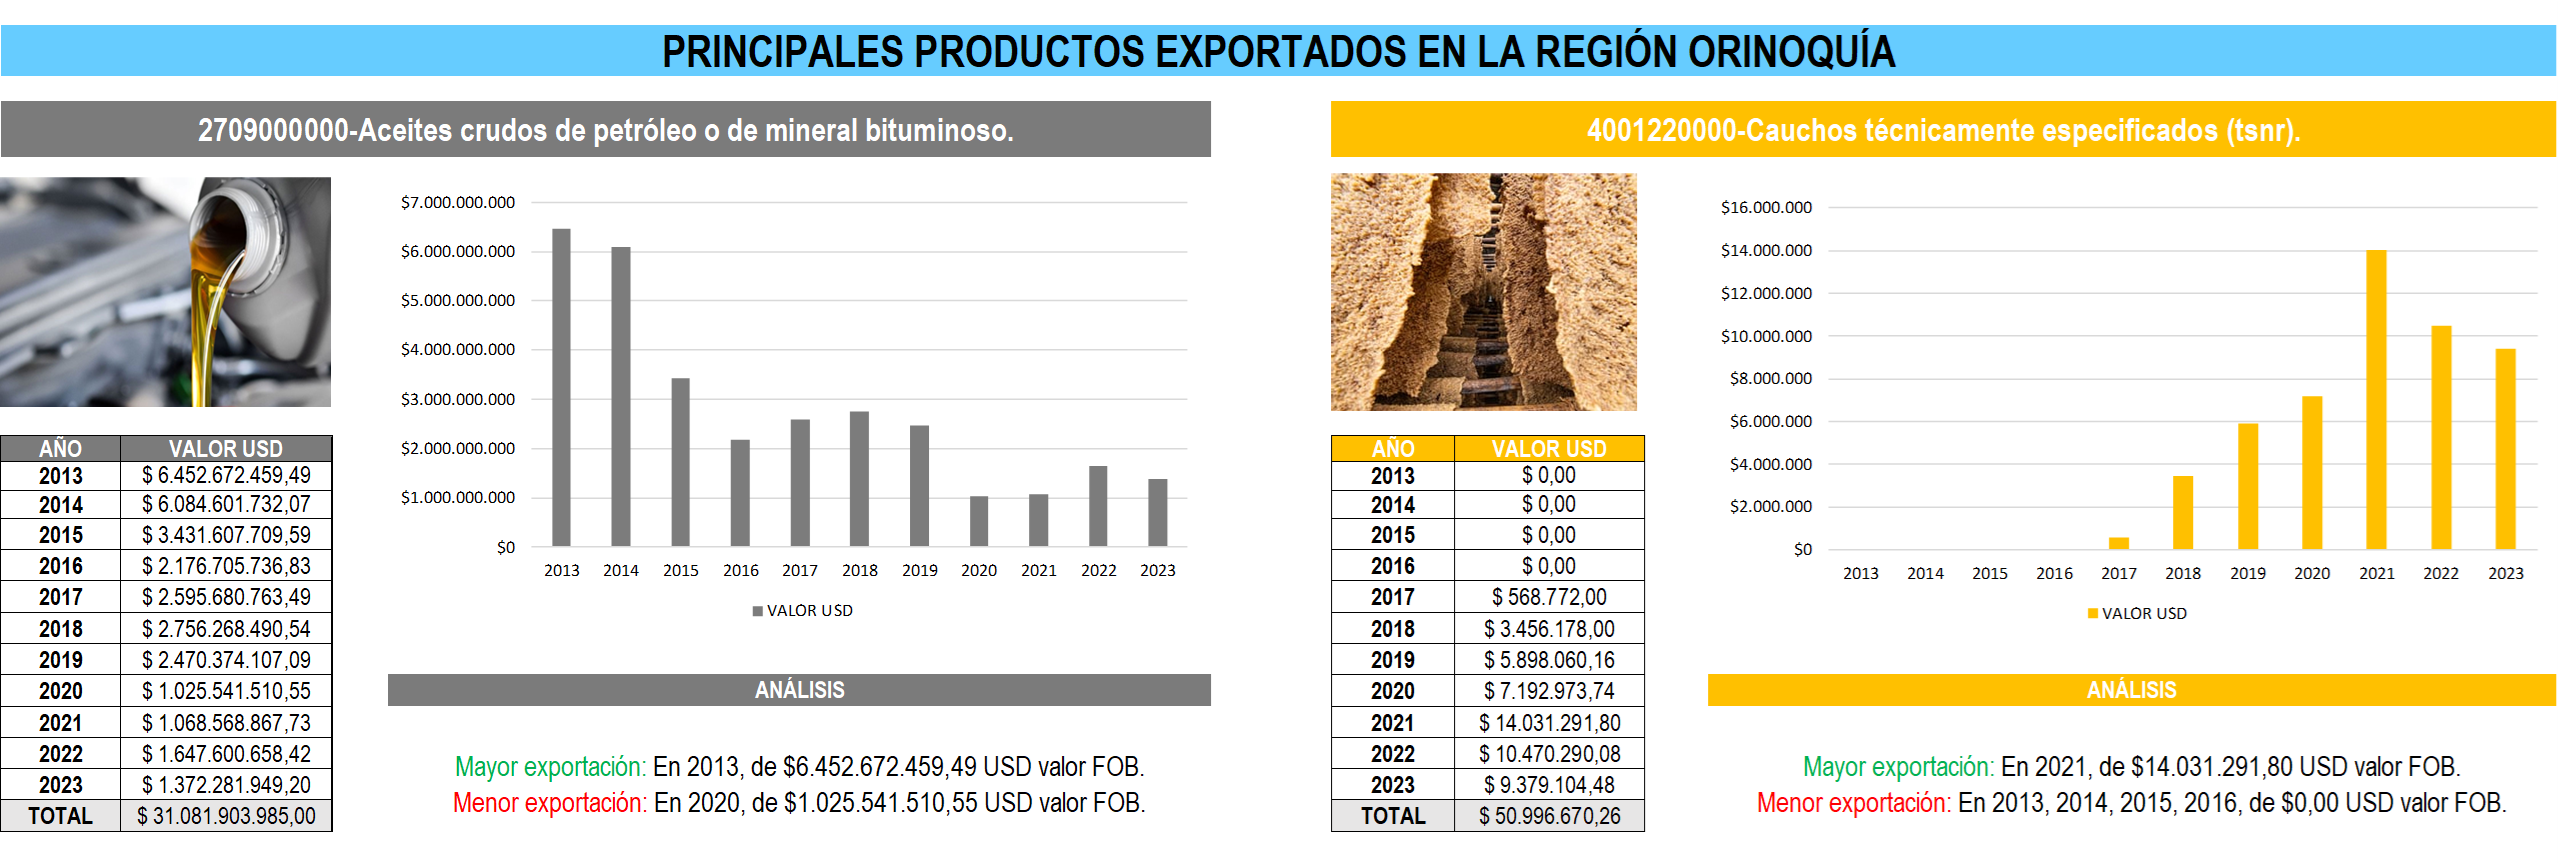 PRINCIPALES PRODUCTOS EXPORTADOS EN LA REGIÓN ORINOQUÍA
2709000000-Aceites crudos de petróleo o de mineral bituminoso.
$7.000.000.000
$6.000.000.000
$5.000.000.000
$4.000.000.000
$3.000.000.000
$2.000.000.000
$1.000.000.000
$0
2013 2014 2015 2016 2017 2018 2019 2020 2021 2022 2023
VALOR USD
AÑO VALOR USD
2013 $ 6.452.672.459,49
2014 $ 6.084.601.732,07
2015 $ 3.431.607.709,59
2016 $ 2.176.705.736,83
2017 $ 2.595.680.763,49
2018 $ 2.756.268.490,54
2019 $ 2.470.374.107,09
2020 $ 1.025.541.510,55
2021 $ 1.068.568.867,73
2022 $ 1.647.600.658,42
2023 $ 1.372.281.949,20
TOTAL $ 31.081.903.985,00
ANÁLISIS
Mayor exportación: En 2013, de $6.452.672.459,49 USD valor FOB.
Menor exportación: En 2020, de $1.025.541.510,55 USD valor FOB.
4001220000-Cauchos técnicamente especificados (tsnr).
$16.000.000
$14.000.000
$12.000.000
$10.000.000
$8.000.000
$6.000.000
$4.000.000
$2.000.000
$0
2013 2014 2015 2016 2017 2018 2019 2020 2021 2022 2023
VALOR USD
AÑO VALOR USD
2013 $ 0,00
2014 $ 0,00
2015 $ 0,00
2016 $ 0,00
2017 $ 568.772,00
2018 $ 3.456.178,00
2019 $ 5.898.060,16
2020 $ 7.192.973,74
2021 $ 14.031.291,80
2022 $ 10.470.290,08
2023 $ 9.379.104,48
TOTAL $ 50.996.670,26
ANÁLISIS
Mayor exportación: En 2021, de $14.031.291,80 USD valor FOB.
Menor exportación: En 2013, 2014, 2015, 2016, de $0,00 USD valor FOB.